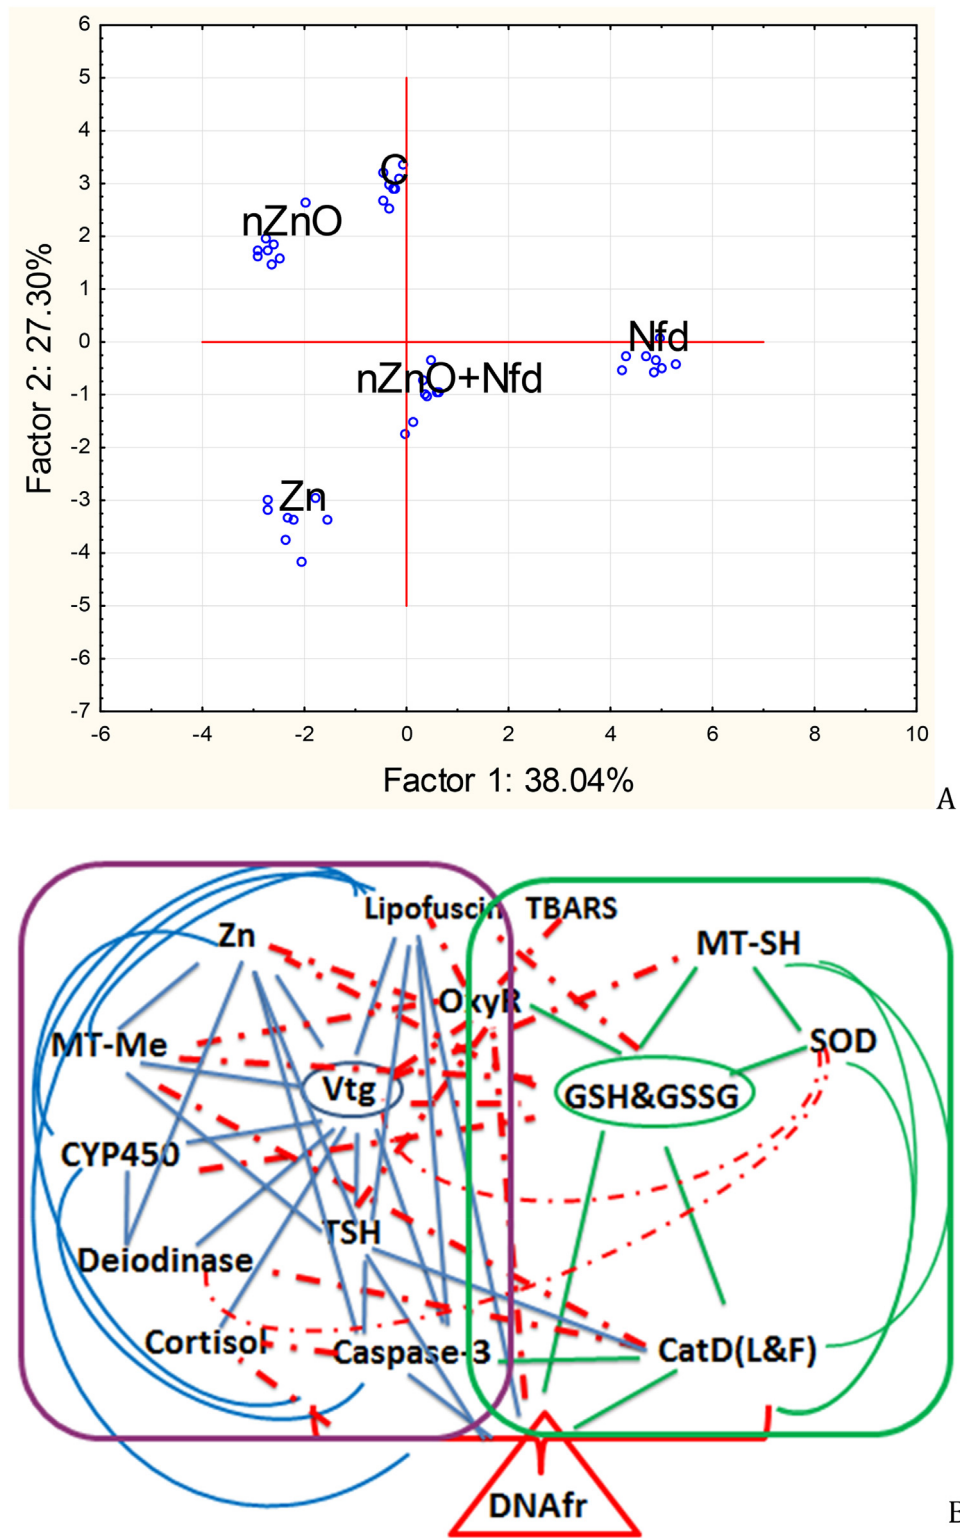 6
5
4
3
2
1
0
-1
-2
-3
-4
-5
-6
-7
-6 -4 -2 0 2 4 6 8 10
Factor 2: 27.30%
Factor 1: 38.04%
C
nZnO
Nfd
nZnO+Nfd
Zn
A
Lipofuscin TBARS
Zn MT-SH
OxyR
MT-Me SOD
Vtg GSH&GSSG
CYP450
TSH
Deiodinase
Cortisol Caspase-3 CatD(L&F)
DNAfr
B